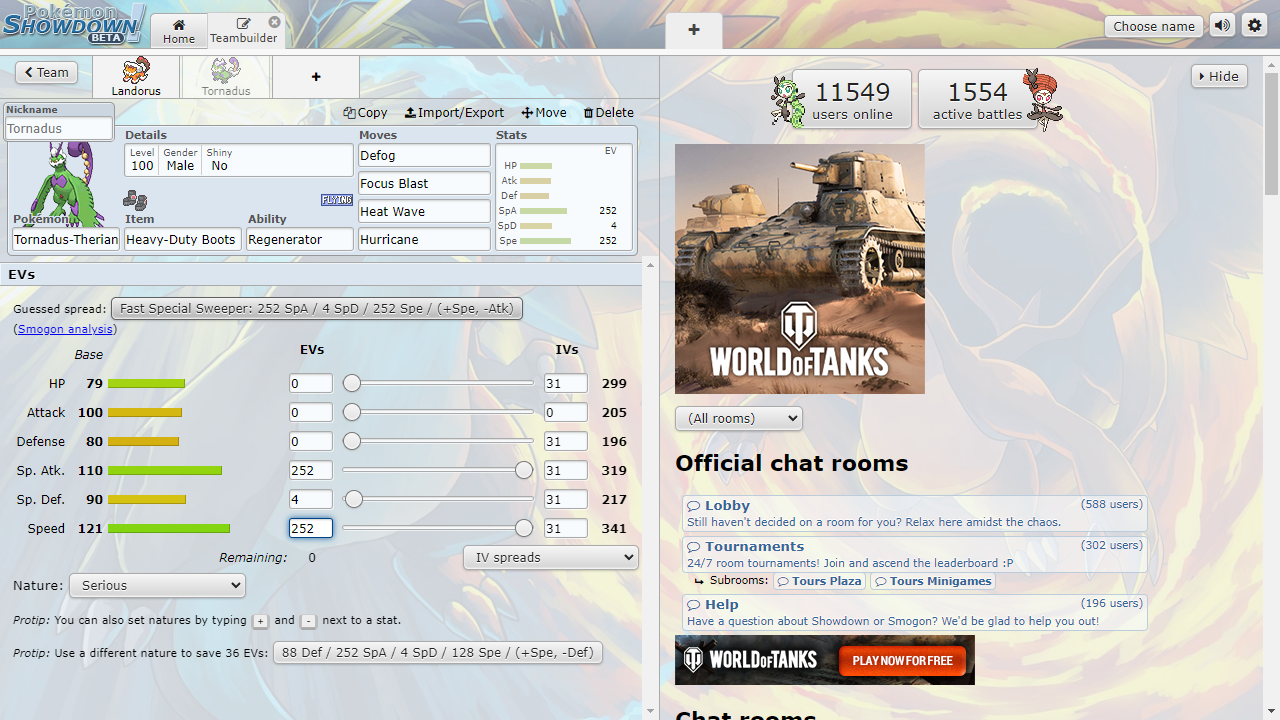 Pokémon
SHOWDOWN!
BETA
Home
Teambuilder
+
Choose name
Team
Landorus
Tornadus
+
Copy
Import/Export
Move
Delete
Nickname
Tornadus
Details
Level
100
Gender
Male
Shiny
No
FLYING
Pokémon
Tornadus-Therian
Item
Heavy-Duty Boots
Ability
Regenerator
Moves
Defog
Focus Blast
Heat Wave
Hurricane
Stats
EV
HP
Atk
Def
SpA 252
SpD 4
Spe 252
EVs
Guessed spread: Fast Special Sweeper: 252 SpA / 4 SpD / 252 Spe / (+Spe, -Atk)
(Smogon analysis)
Base EVs IVs
HP 79 0 31 299
Attack 100 0 0 205
Defense 80 0 31 196
Sp. Atk. 110 252 31 319
Sp. Def. 90 4 31 217
Speed 121 252 31 341
Remaining: 0
IV spreads
Nature: Serious
Protip: You can also set natures by typing + and - next to a stat.
Protip: Use a different nature to save 36 EVs: 88 Def / 252 SpA / 4 SpD / 128 Spe / (+Spe, -Def)
11549
users online
1554
active battles
Hide
WORLD OF TANKS
(All rooms)
Official chat rooms
Lobby (588 users)
Still haven't decided on a room for you? Relax here amidst the chaos.
Tournaments (302 users)
24/7 room tournaments! Join and ascend the leaderboard :P
Subrooms: Tours Plaza Tours Minigames
Help (196 users)
Have a question about Showdown or Smogon? We'd be glad to help you out!
WORLD OF TANKS PLAY NOW FOR FREE
Chat rooms